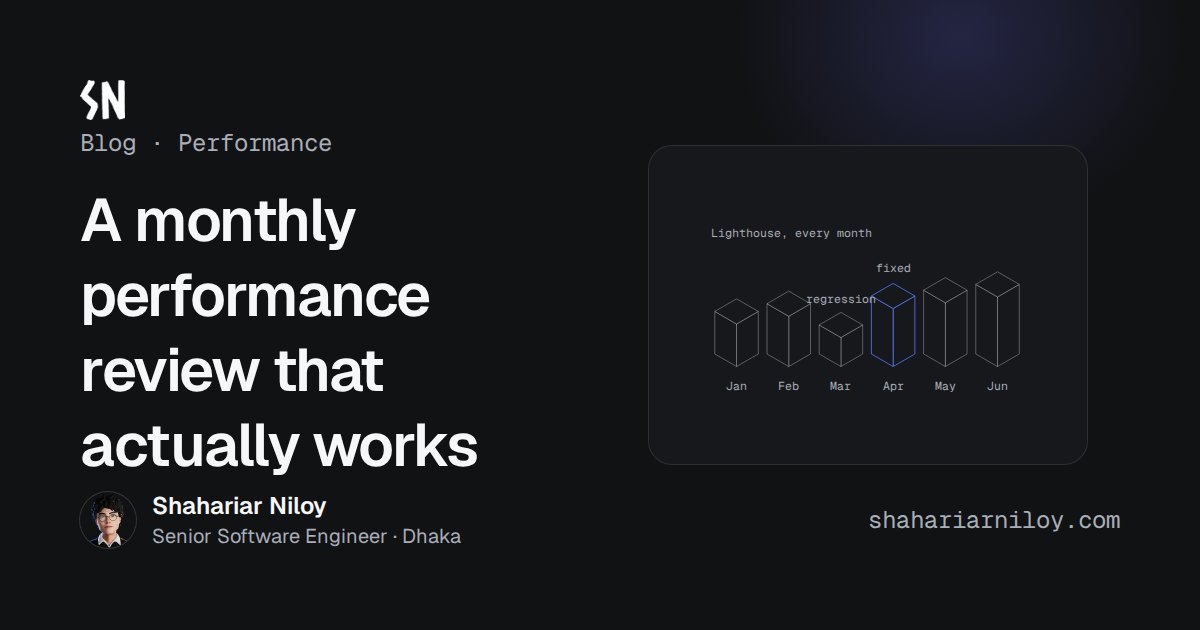 SN
Blog · Performance
A monthly
performance
review that
actually works
Shahariar Niloy
Senior Software Engineer · Dhaka
Lighthouse, every month
fixed
regression
Jan Feb Mar Apr May Jun
shahariarniloy.com